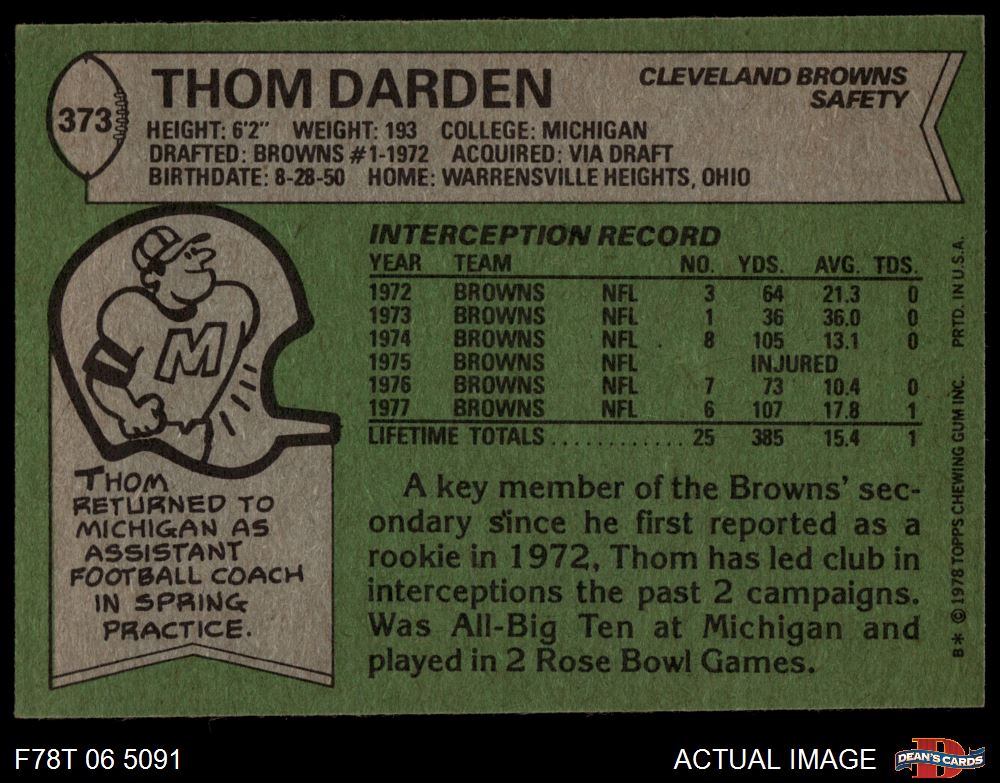 373
THOM DARDEN
CLEVELAND BROWNS
SAFETY
HEIGHT: 6'2" WEIGHT: 193 COLLEGE: MICHIGAN
DRAFTED: BROWNS #1-1972 ACQUIRED: VIA DRAFT
BIRTHDATE: 8-28-50 HOME: WARRENSVILLE HEIGHTS, OHIO
M
THOM
RETURNED TO
MICHIGAN AS
ASSISTANT
FOOTBALL COACH
IN SPRING
PRACTICE.
INTERCEPTION RECORD
YEAR TEAM NO. YDS. AVG. TDS.
1972 BROWNS NFL 3 64 21.3 0
1973 BROWNS NFL 1 36 36.0 0
1974 BROWNS NFL . 8 105 13.1 0
1975 BROWNS NFL INJURED
1976 BROWNS NFL 7 73 10.4 0
1977 BROWNS NFL 6 107 17.8 1
LIFETIME TOTALS............ 25 385 15.4 1
A key member of the Browns' sec-
ondary since he first reported as a
rookie in 1972, Thom has led club in
interceptions the past 2 campaigns.
Was All-Big Ten at Michigan and
played in 2 Rose Bowl Games.
B* © 1978 TOPPS CHEWING GUM INC. PRTD. IN U.S.A.
F78T 06 5091
ACTUAL IMAGE
D
DEAN'S CARDS